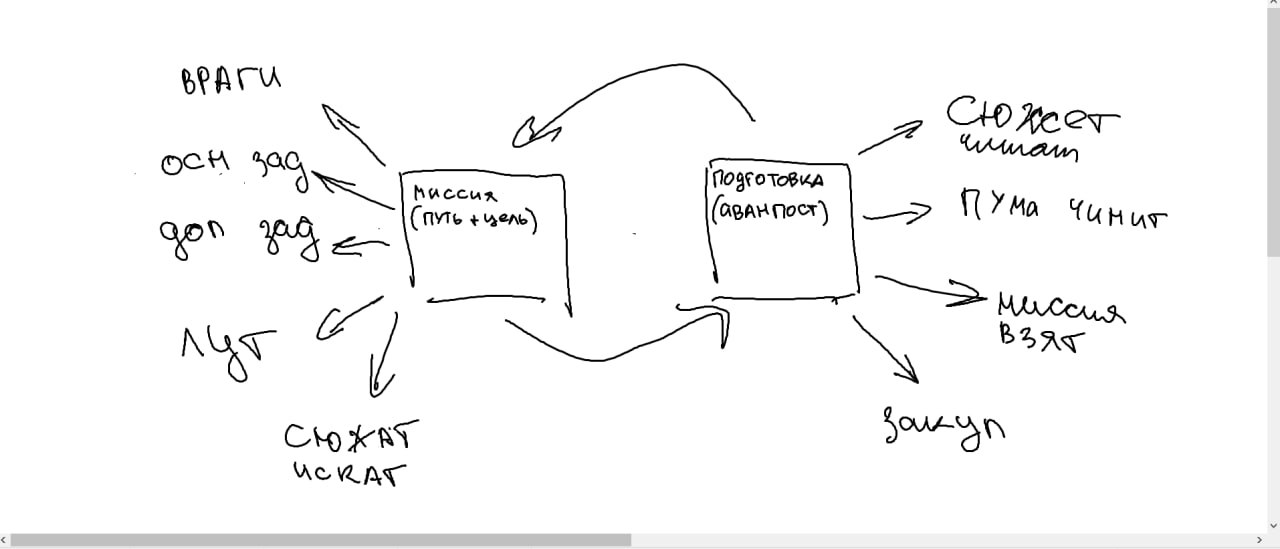 ВРАГИ
ОСН ЗАД
ДОП ЗАД
ЛУТ
СЮЖАТ
ИСКАТ
МИССИЯ
(ПУТЬ + ЦЕЛЬ)
ПОДГОТОВКА
(АВАНПОСТ)
СЮЖЕТ
читат
ПУМА ЧИНИТ
МИССИЯ
ВЗЯТ
ЗАКУП